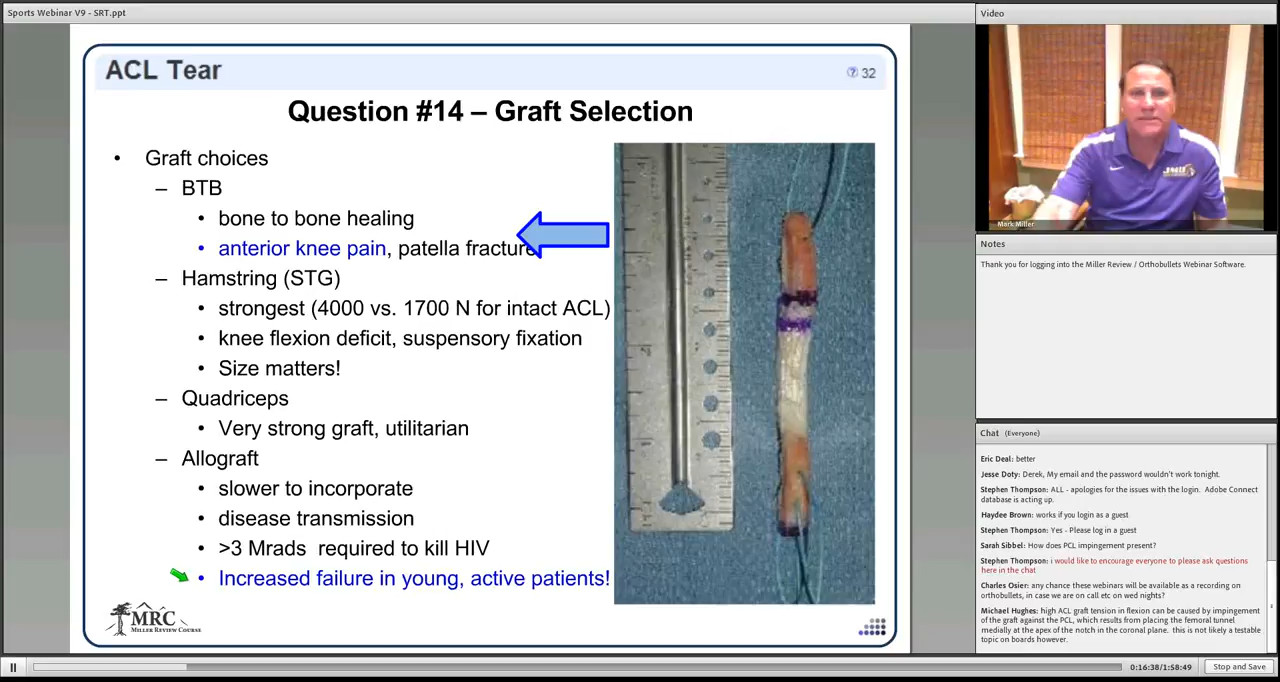 Sports Webinar V9 - SRT.ppt
ACL Tear
32
Question #14 – Graft Selection
• Graft choices
– BTB
• bone to bone healing
• anterior knee pain, patella fracture
– Hamstring (STG)
• strongest (4000 vs. 1700 N for intact ACL)
• knee flexion deficit, suspensory fixation
• Size matters!
– Quadriceps
• Very strong graft, utilitarian
– Allograft
• slower to incorporate
• disease transmission
• >3 Mrads required to kill HIV
• Increased failure in young, active patients!
MRC
MILLER REVIEW COURSE
Video
JMU
Mark Miller
Notes
Thank you for logging into the Miller Review / Orthobullets Webinar Software.
Chat (Everyone)
Eric Deal: better
Jesse Doty: Derek, My email and the password wouldn't work tonight.
Stephen Thompson: ALL - apologies for the issues with the login. Adobe Connect
database is acting up.
Haydee Brown: works if you login as a guest
Stephen Thompson: Yes - Please log in a guest
Sarah Sibbel: How does PCL impingement present?
Stephen Thompson: i would like to encourage everyone to please ask questions
here in the chat
Charles Osier: any chance these webinars will be available as a recording on
orthobullets, in case we are on call etc on wed nights?
Michael Hughes: high ACL graft tension in flexion can be caused by impingement
of the graft against the PCL, which results from placing the femoral tunnel
medially at the apex of the notch in the coronal plane. this is not likely a testable
topic on boards however.
0:16:38/1:58:49
Stop and Save